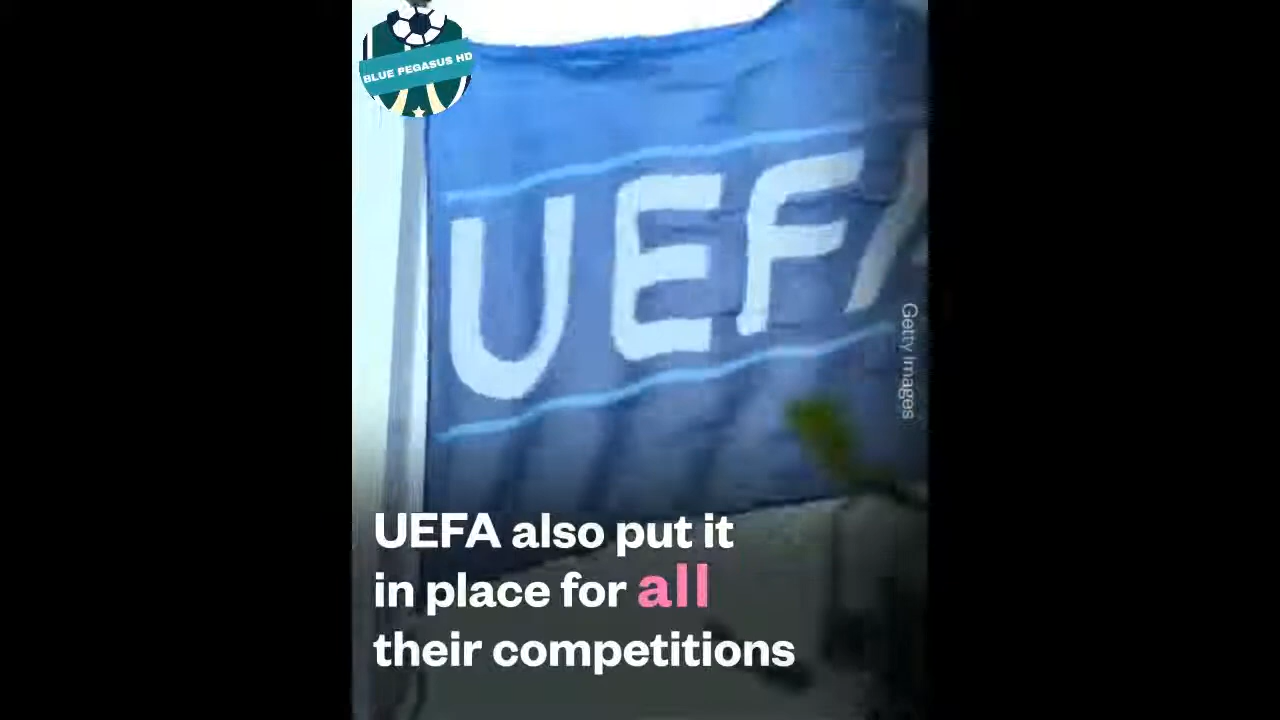 BLUE PEGASUS HD
UEFA
Getty Images
UEFA also put it
in place for all
their competitions